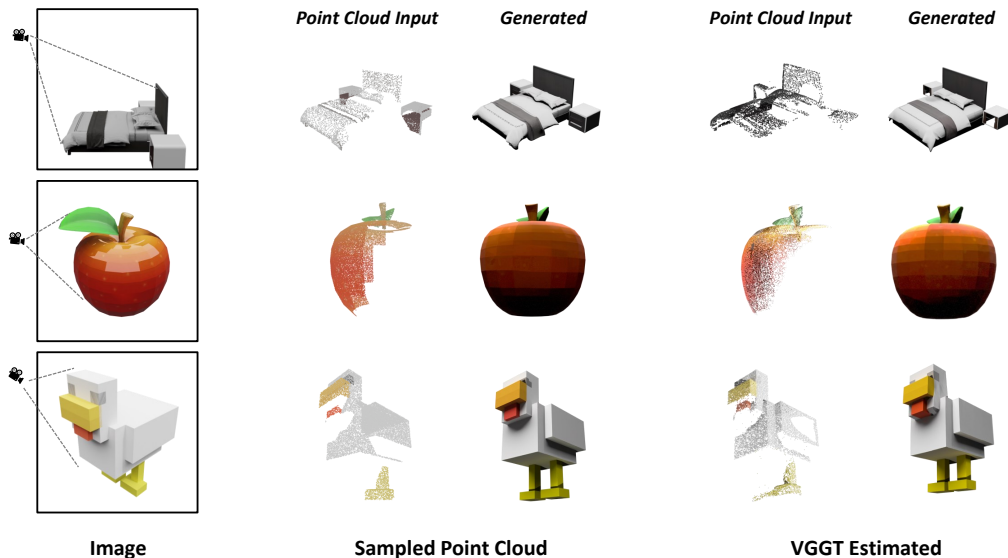 Point Cloud Input
Generated
Point Cloud Input
Generated
Image
Sampled Point Cloud
VGGT Estimated